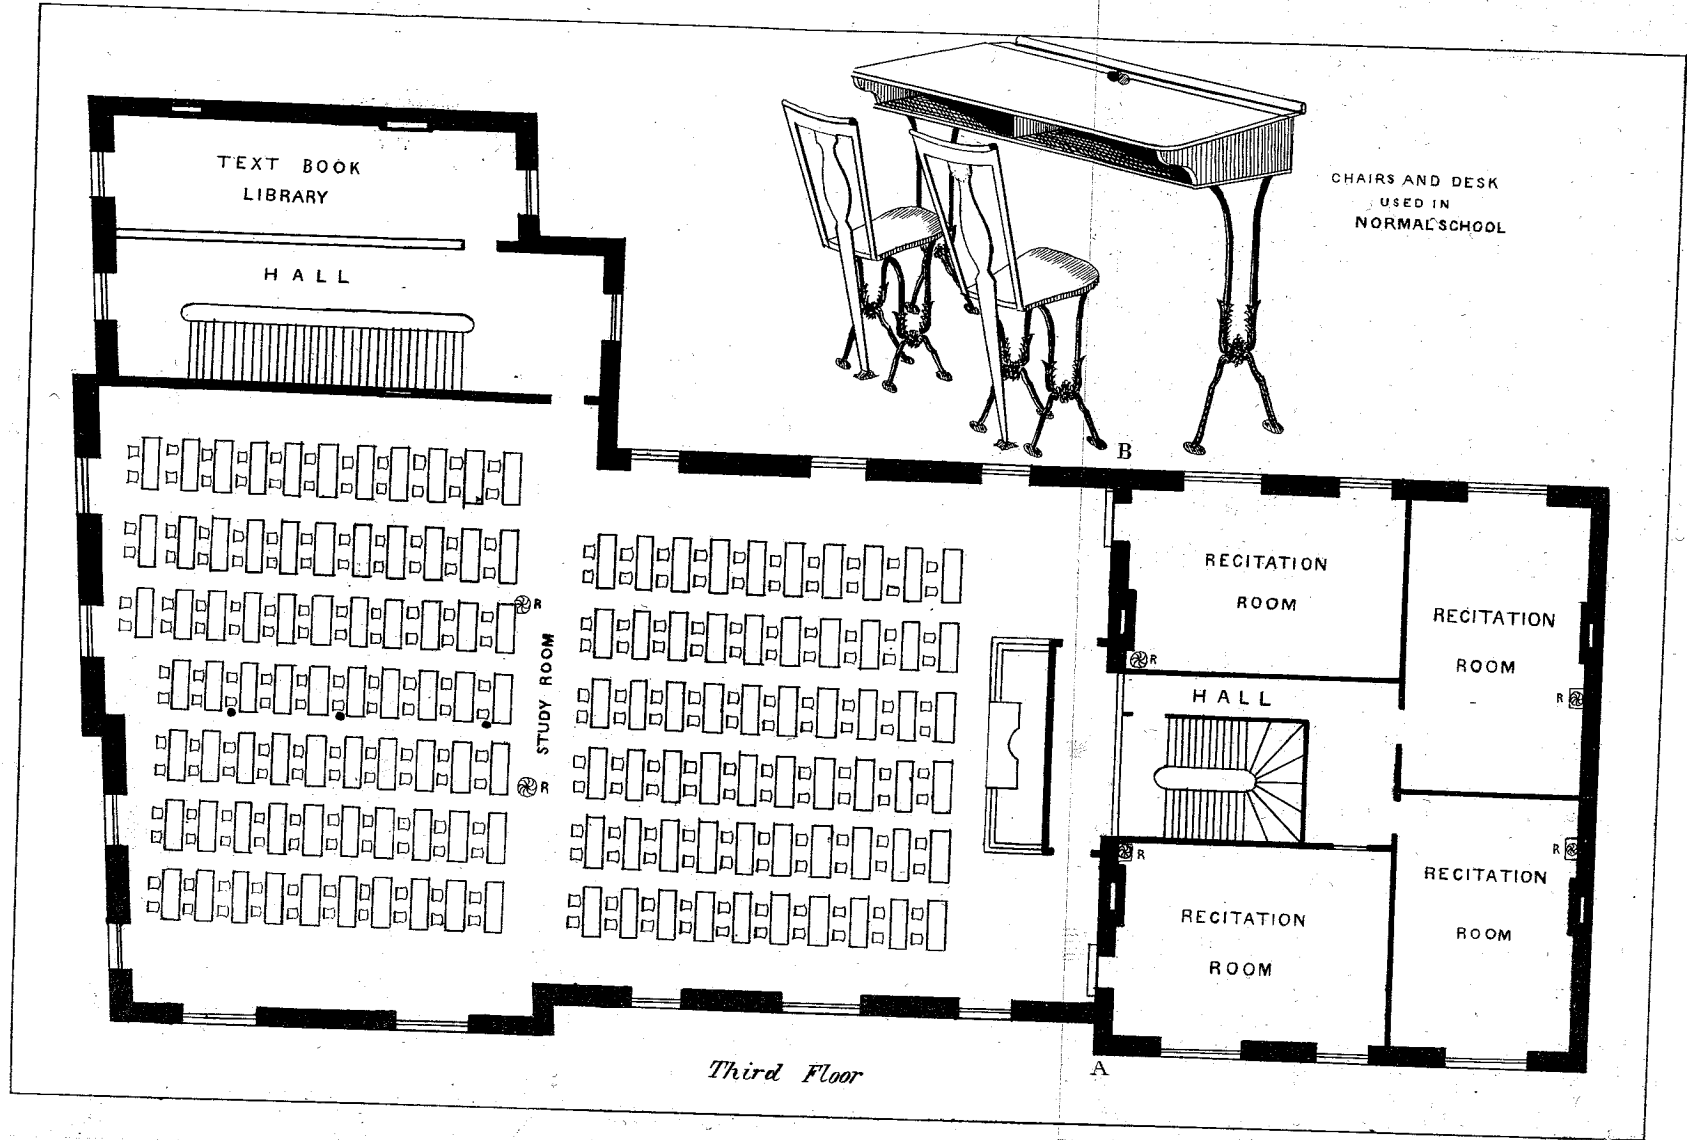 TEXT BOOK
LIBRARY
HALL
CHAIRS AND DESK
USED IN
NORMAL SCHOOL
B
RECITATION
ROOM
R
RECITATION
ROOM
R
R
STUDY ROOM
R
HALL
R
RECITATION
ROOM
R
RECITATION
ROOM
A
Third Floor